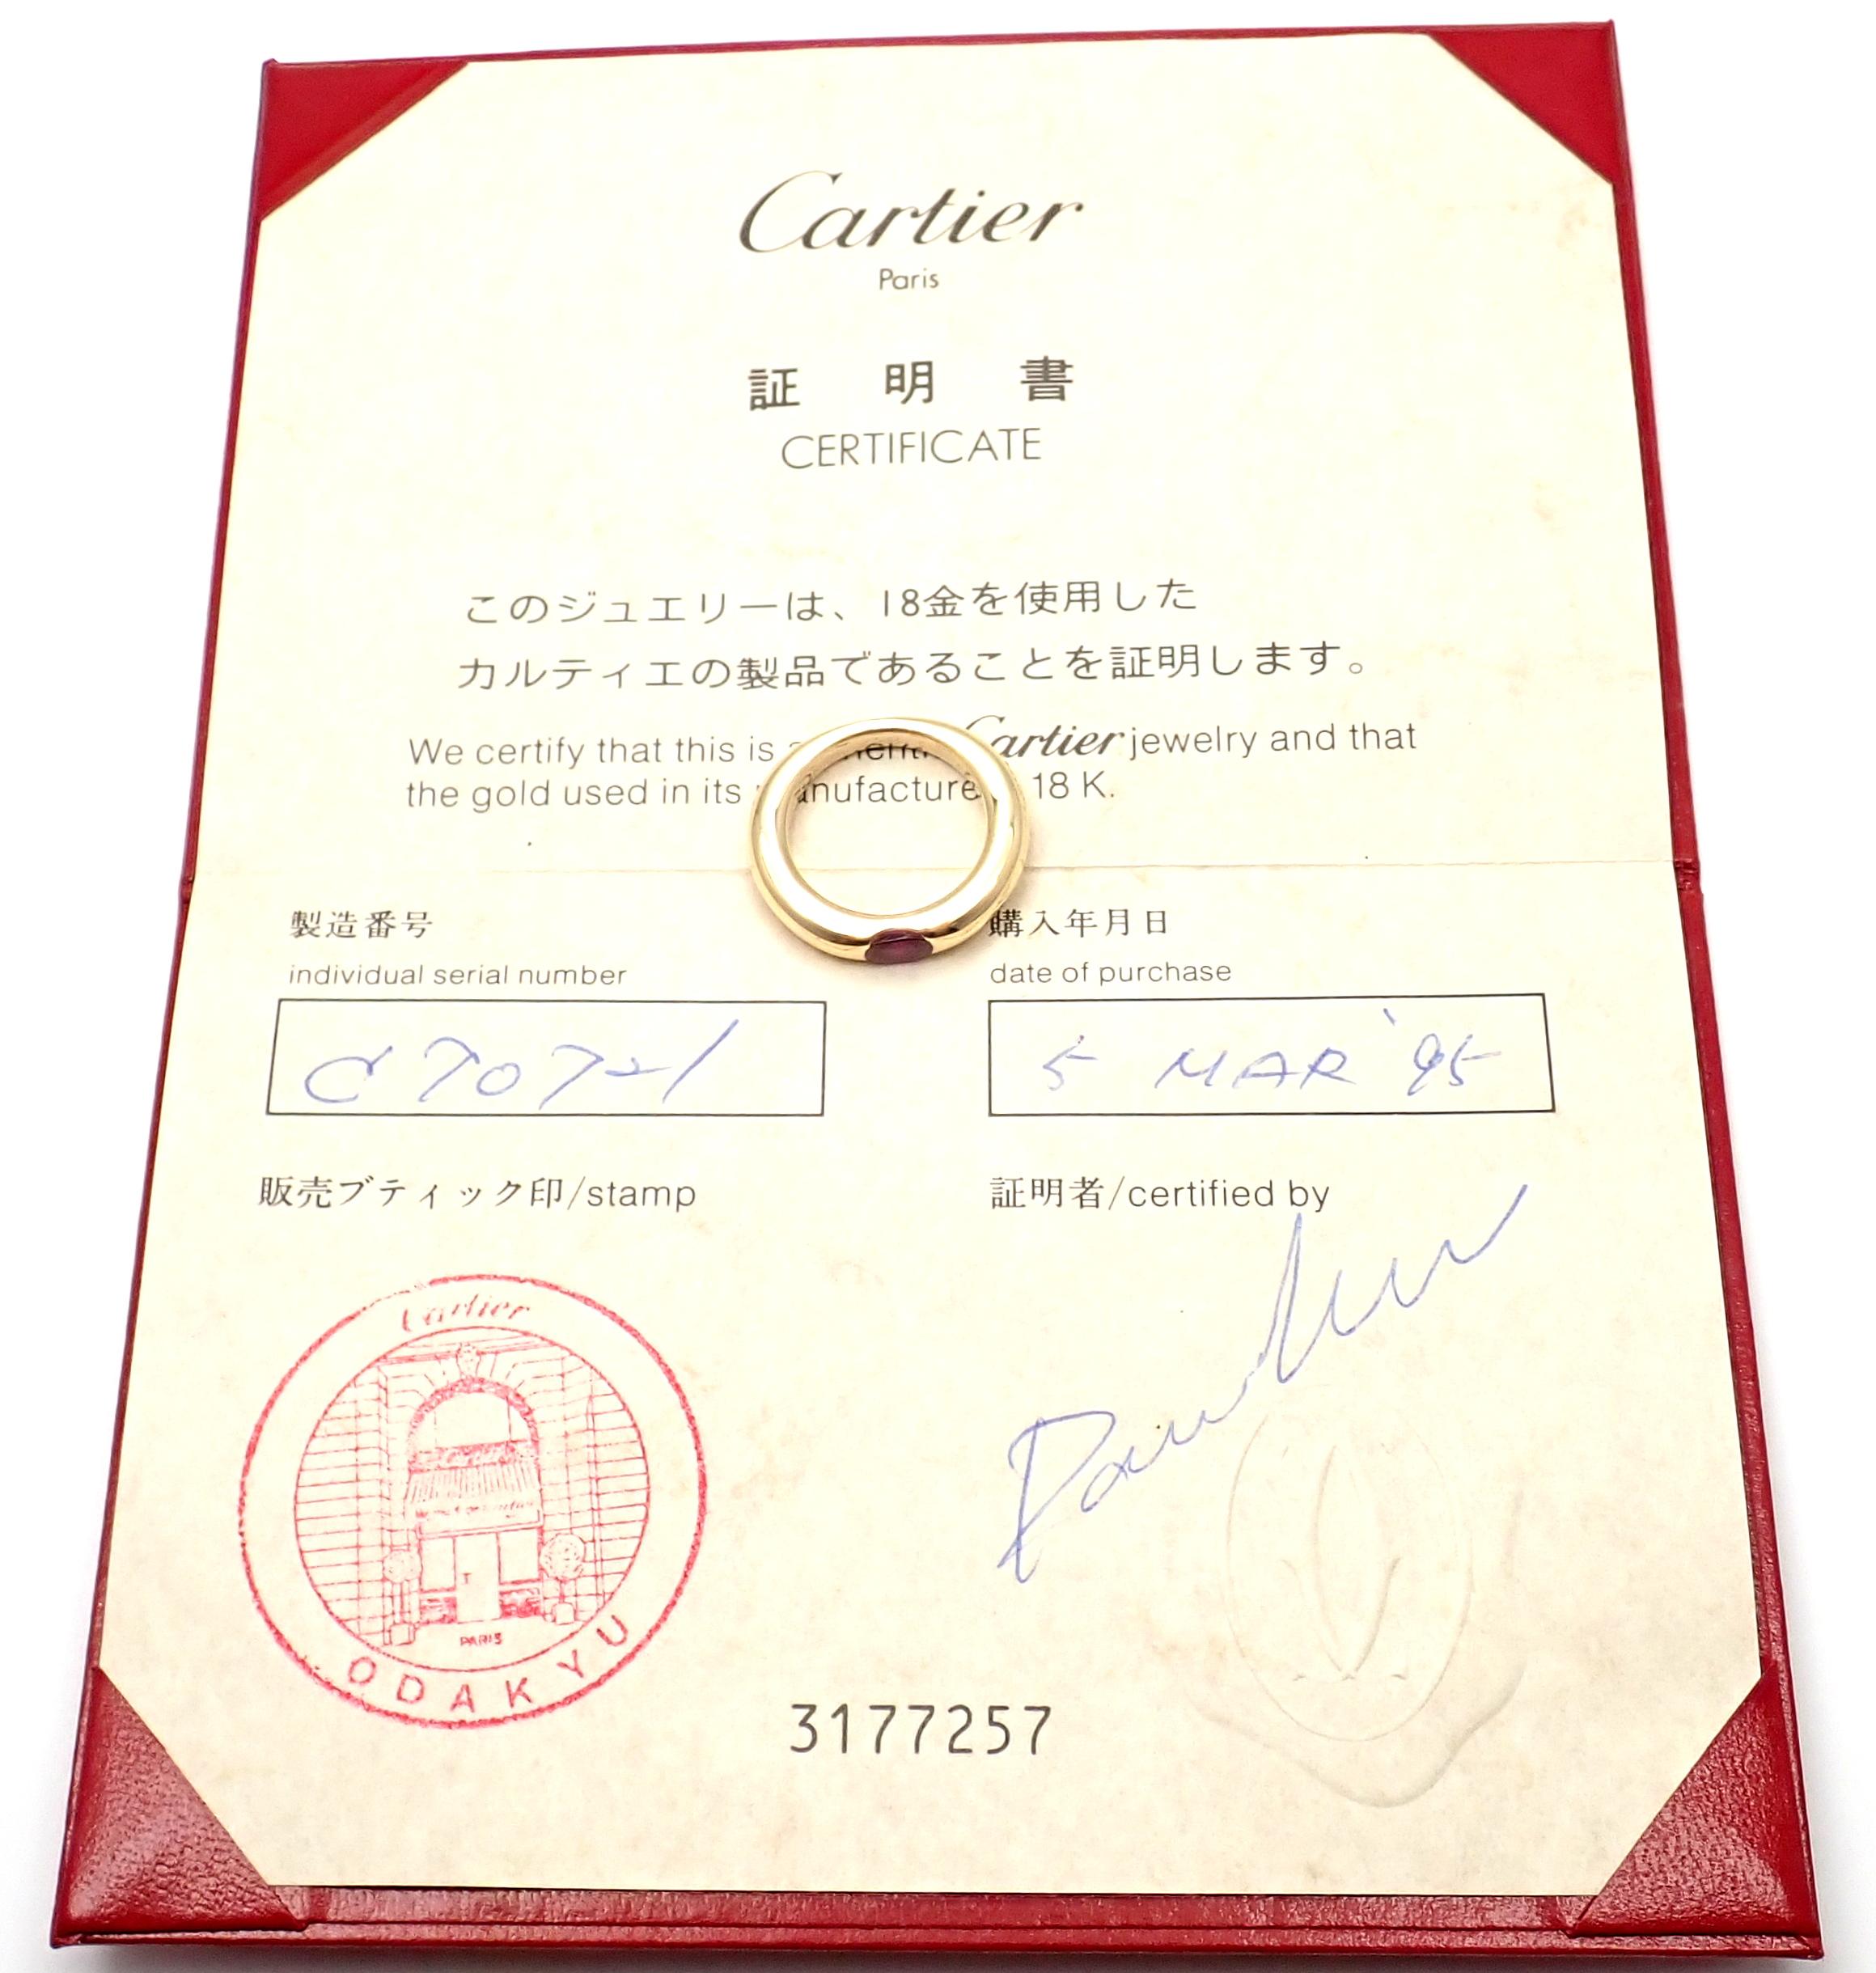 Cartier
Paris
証明書
CERTIFICATE
このジュエリーは、18金を使用した
カルティエの製品であることを証明します。
We certify that this is Cartier jewelry and that
the gold used in its manufacture 18 K.
製造番号
individual serial number
C70721
購入年月日
date of purchase
5 MAR '95
販売ブティック印/stamp
証明者/certified by
Cartier
PARIS
ODAKYU
3177257